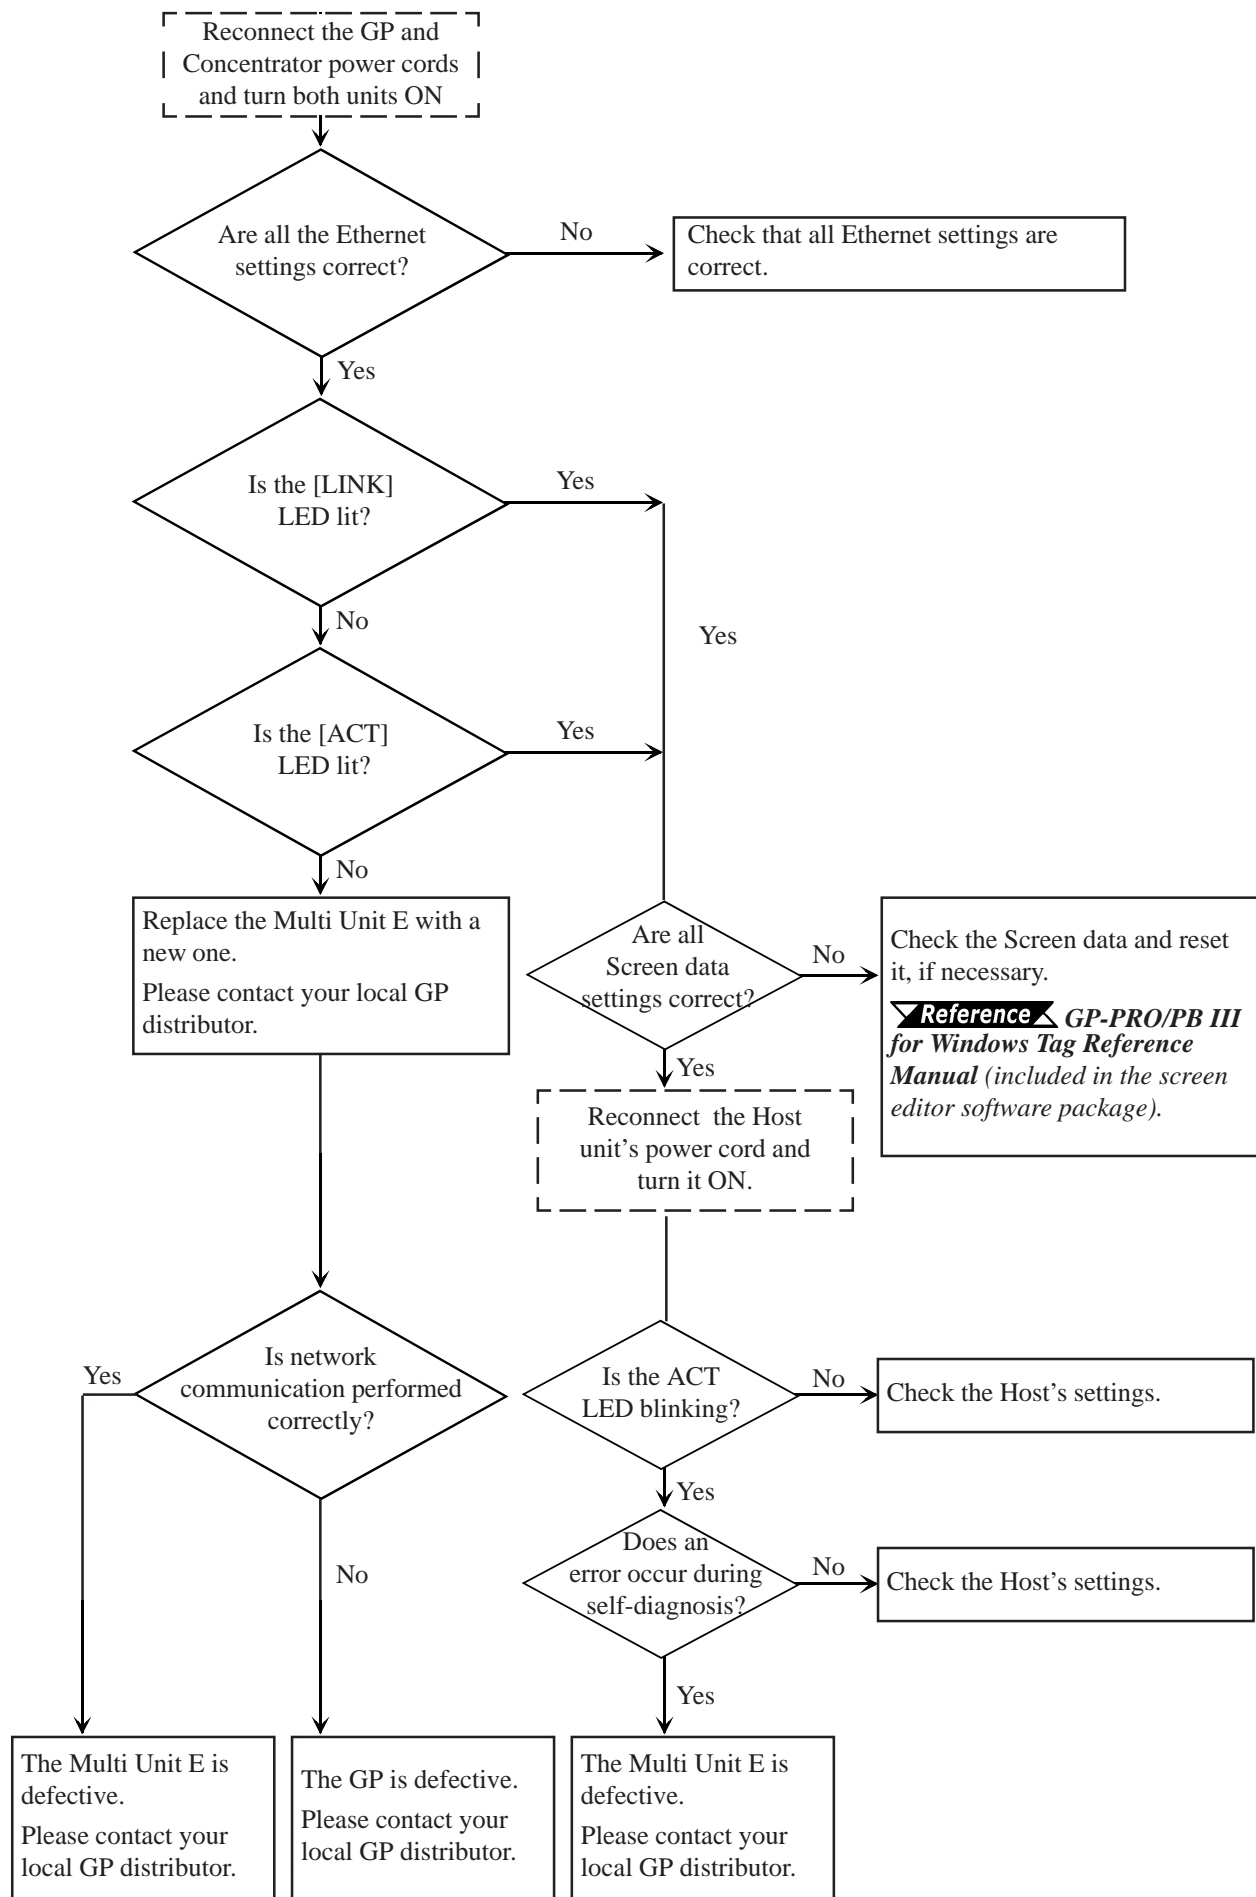 Reconnect the GP and
Concentrator power cords
and turn both units ON
Are all the Ethernet
settings correct?
No
Check that all Ethernet settings are
correct.
Yes
Is the [LINK]
LED lit?
Yes
No
Yes
Is the [ACT]
LED lit?
Yes
No
Replace the Multi Unit E with a
new one.
Please contact your local GP
distributor.
Are all
Screen data
settings correct?
No
Check the Screen data and reset
it, if necessary.
Reference GP-PRO/PB III
for Windows Tag Reference
Manual (included in the screen
editor software package).
Yes
Reconnect the Host
unit's power cord and
turn it ON.
Is network
communication performed
correctly?
Yes
No
Is the ACT
LED blinking?
No
Check the Host's settings.
Yes
Does an
error occur during
self-diagnosis?
No
Check the Host's settings.
Yes
The Multi Unit E is
defective.
Please contact your
local GP distributor.
The GP is defective.
Please contact your
local GP distributor.
The Multi Unit E is
defective.
Please contact your
local GP distributor.